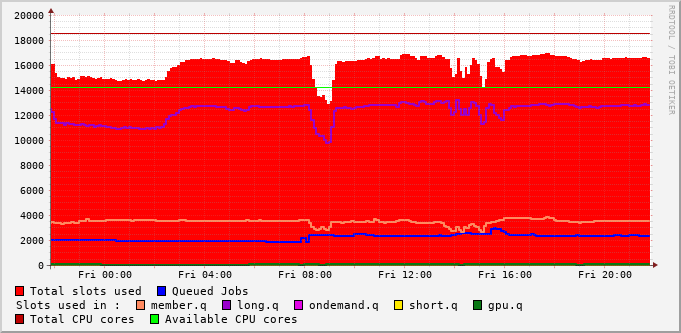 20000
18000
16000
14000
12000
10000
8000
6000
4000
2000
0
Fri 00:00 Fri 04:00 Fri 08:00 Fri 12:00 Fri 16:00 Fri 20:00
Total slots used Queued Jobs
Slots used in : member.q long.q ondemand.q short.q gpu.q
Total CPU cores Available CPU cores
RRDTOOL / TOBI OETIKER